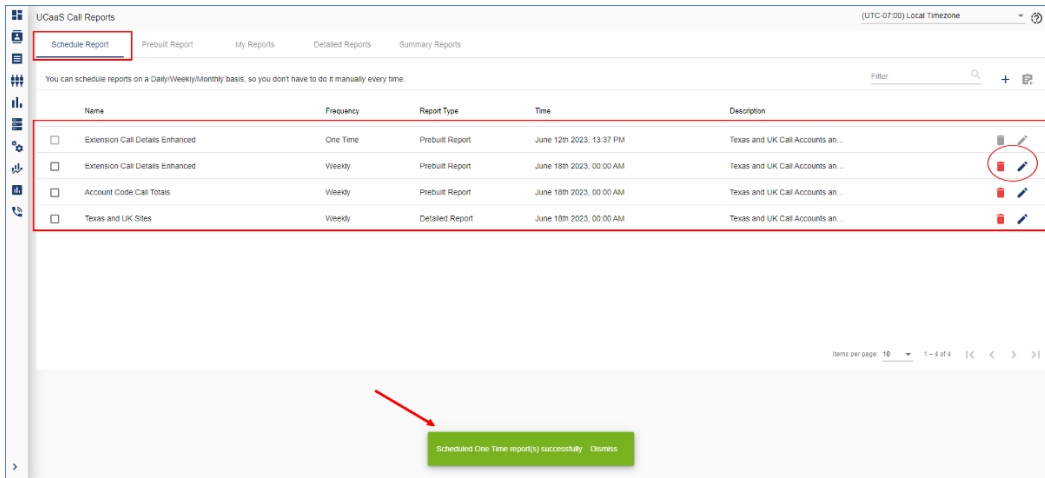 UCaaS Call Reports
(UTC-07:00) Local Timezone
Schedule Report Prebuilt Report My Reports Detailed Reports Summary Reports
You can schedule reports on a Daily/Weekly/Monthly basis, so you don't have to do it manually every time.
Filter
Name Frequency Report Type Time Description
Extension Call Details Enhanced One Time Prebuilt Report June 12th 2023, 13:37 PM Texas and UK Call Accounts an...
Extension Call Details Enhanced Weekly Prebuilt Report June 18th 2023, 00:00 AM Texas and UK Call Accounts an...
Account Code Call Totals Weekly Prebuilt Report June 18th 2023, 00:00 AM Texas and UK Call Accounts an...
Texas and UK Sites Weekly Detailed Report June 18th 2023, 00:00 AM Texas and UK Call Accounts an...
Items per page: 10 1 – 4 of 4
Scheduled One Time report(s) successfully Dismiss